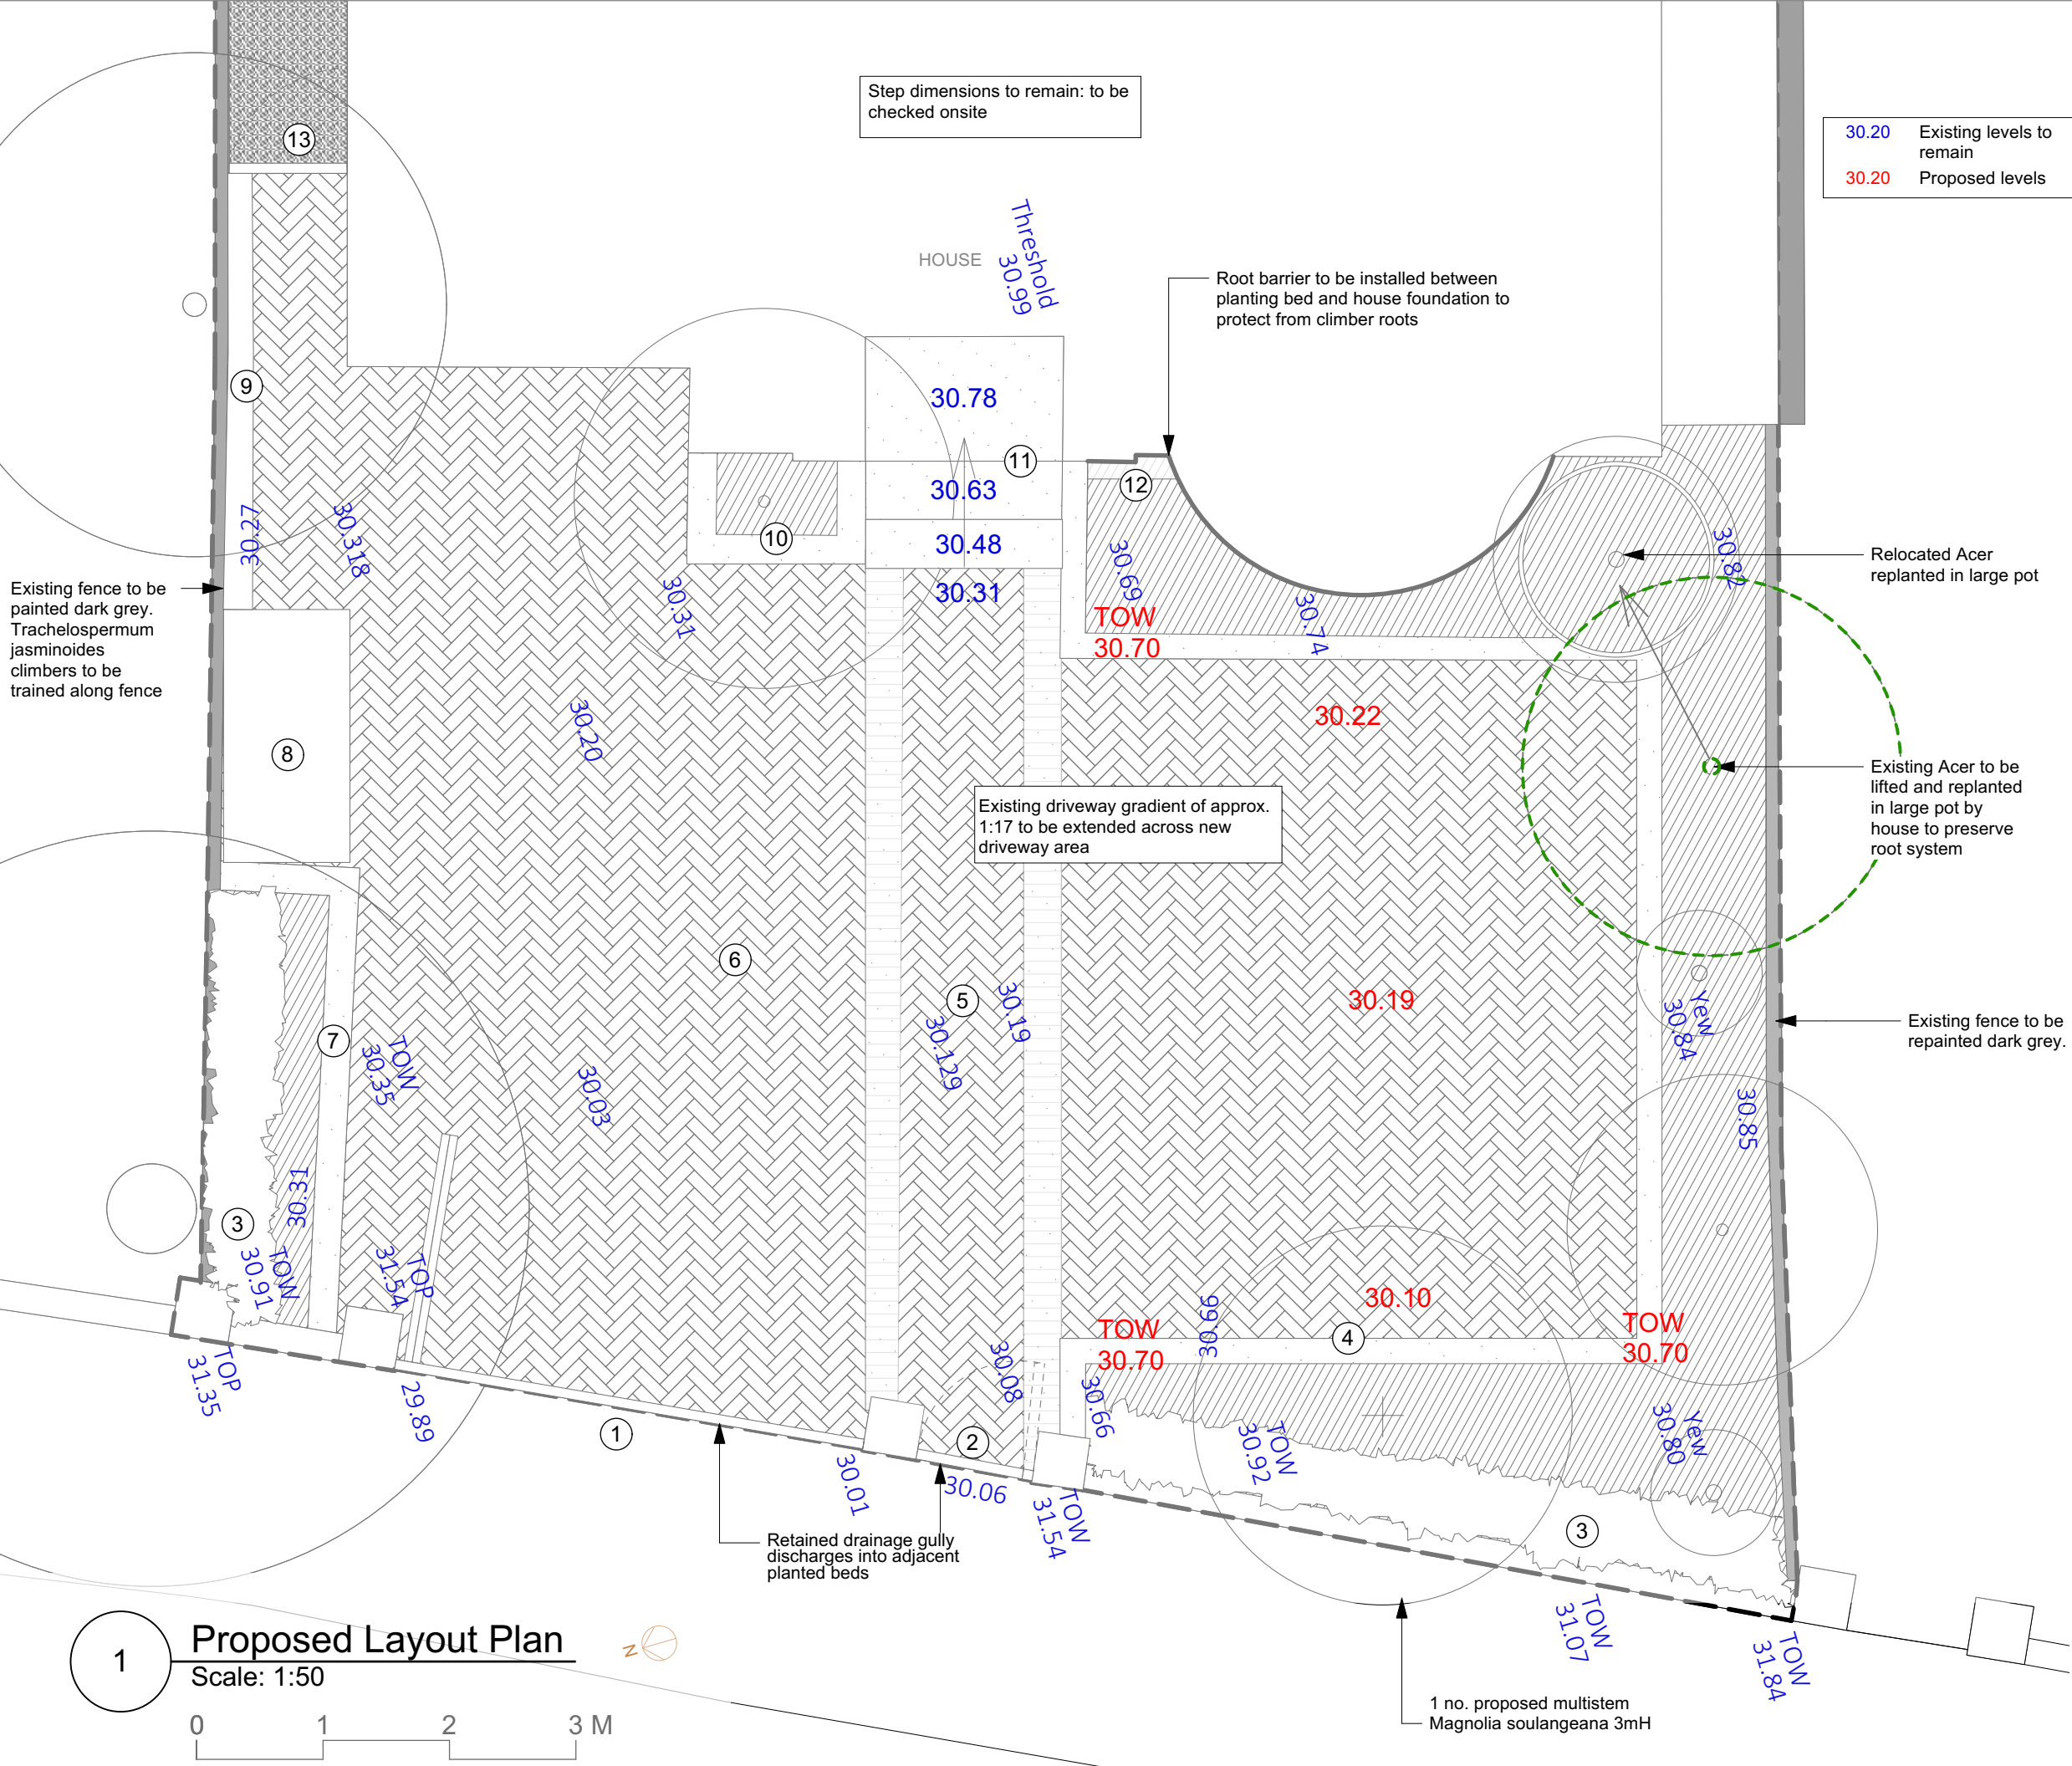 13
Step dimensions to remain: to be
checked onsite
30.20 Existing levels to
remain
30.20 Proposed levels
HOUSE
Threshold
30.99
Root barrier to be installed between
planting bed and house foundation to
protect from climber roots
9
30.78
11
30.63
12
10
30.48
30.31
30.27
30.318
30.31
30.69
TOW
30.70
30.74
30.82
Relocated Acer
replanted in large pot
Existing fence to be
painted dark grey.
Trachelospermum
jasminoides
climbers to be
trained along fence
8
30.20
30.22
Existing driveway gradient of approx.
1:17 to be extended across new
driveway area
Existing Acer to be
lifted and replanted
in large pot by
house to preserve
root system
6
5
30.19
30.129
30.19
Yew
30.84
Existing fence to be
repainted dark grey.
7
TOW
30.35
30.03
30.85
30.31
3
TOW
30.91
TOP
31.54
30.08
30.66
30.10
TOW
30.70
4
TOW
30.70
TOP
31.35
29.89
1
2
30.66
30.01
30.06
TOW
31.54
TOW
30.92
Yew
30.80
3
Retained drainage gully
discharges into adjacent
planted beds
TOW
31.07
TOW
31.84
1
Proposed Layout Plan
Scale: 1:50
N
1 no. proposed multistem
Magnolia soulangeana 3mH
0 1 2 3 M